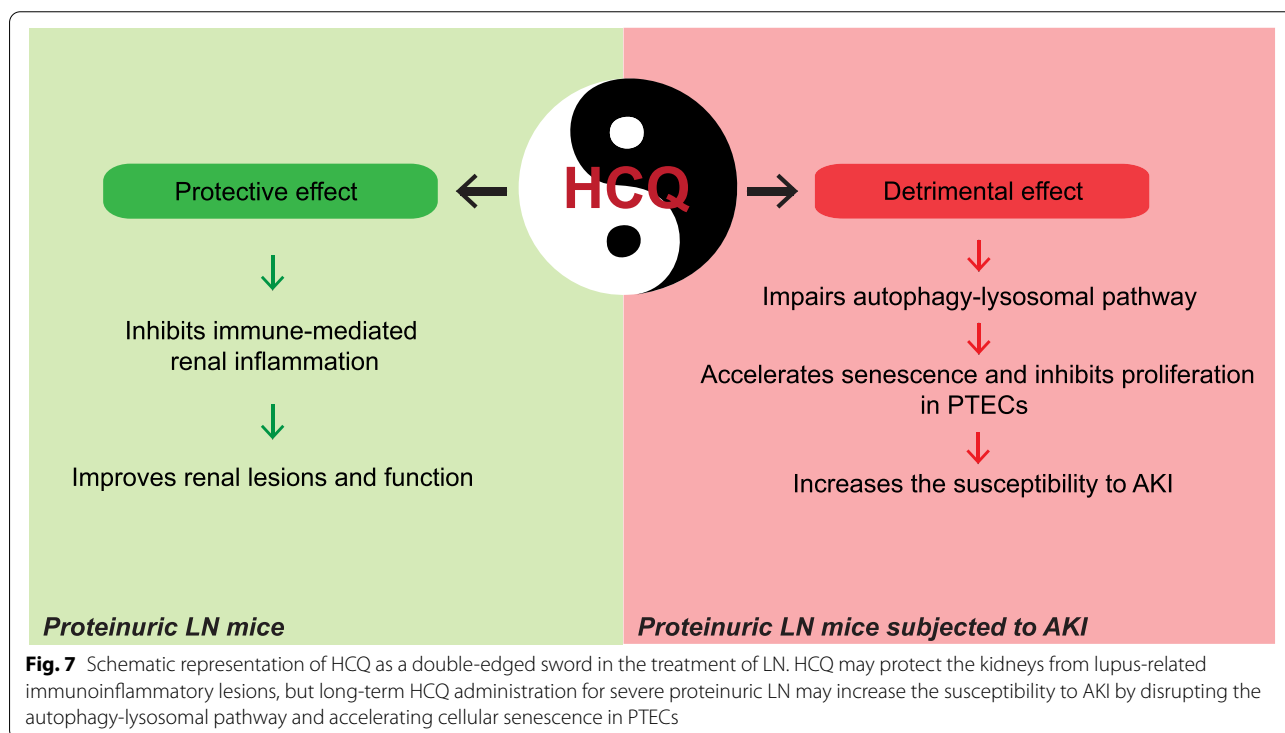 HCQ
Protective effect
Inhibits immune-mediated
renal inflammation
Improves renal lesions and function
Proteinuric LN mice
Detrimental effect
Impairs autophagy-lysosomal pathway
Accelerates senescence and inhibits proliferation
in PTECs
Increases the susceptibility to AKI
Proteinuric LN mice subjected to AKI
Fig. 7 Schematic representation of HCQ as a double-edged sword in the treatment of LN. HCQ may protect the kidneys from lupus-related
immunoinflammatory lesions, but long-term HCQ administration for severe proteinuric LN may increase the susceptibility to AKI by disrupting the
autophagy-lysosomal pathway and accelerating cellular senescence in PTECs